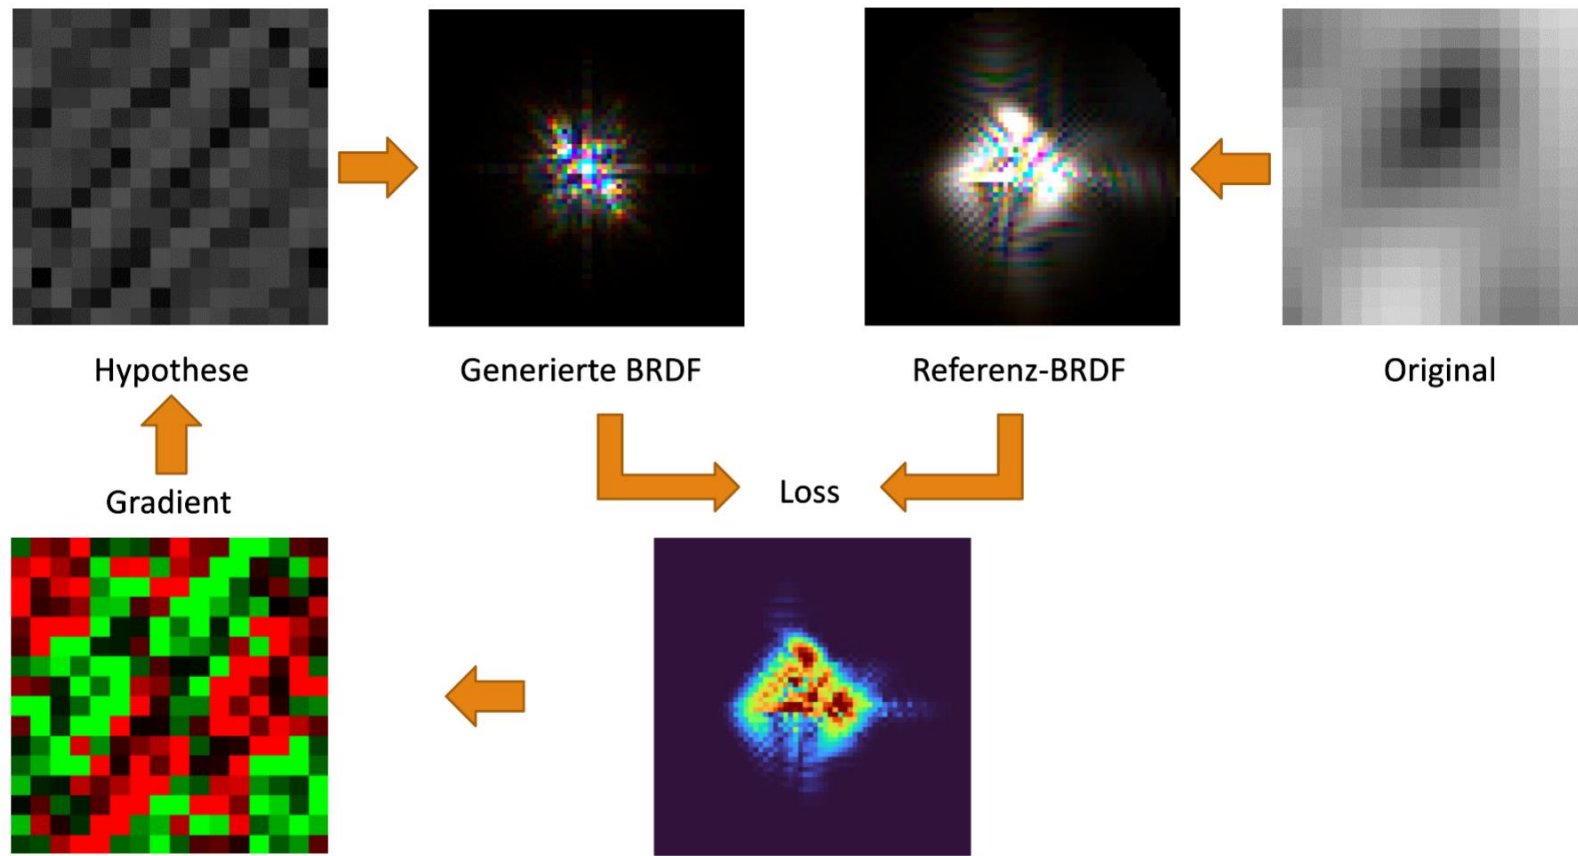 Hypothese
Generierte BRDF
Referenz-BRDF
Original
Gradient
Loss